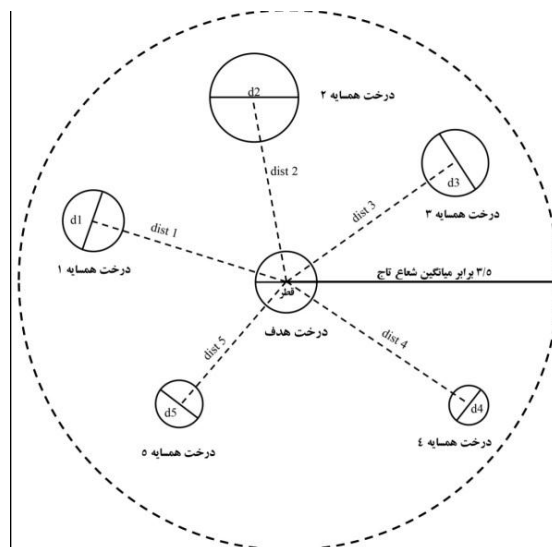 درخت همسایه ۲
d2
dist 2
d3
درخت همسایه ۳
dist 3
d1
dist 1
درخت همسایه ۱
۳/۵ برابر میانگین شعاع تاج
قطر
درخت هدف
dist 4
dist 5
d4
درخت همسایه ٤
d5
درخت همسایه ٥